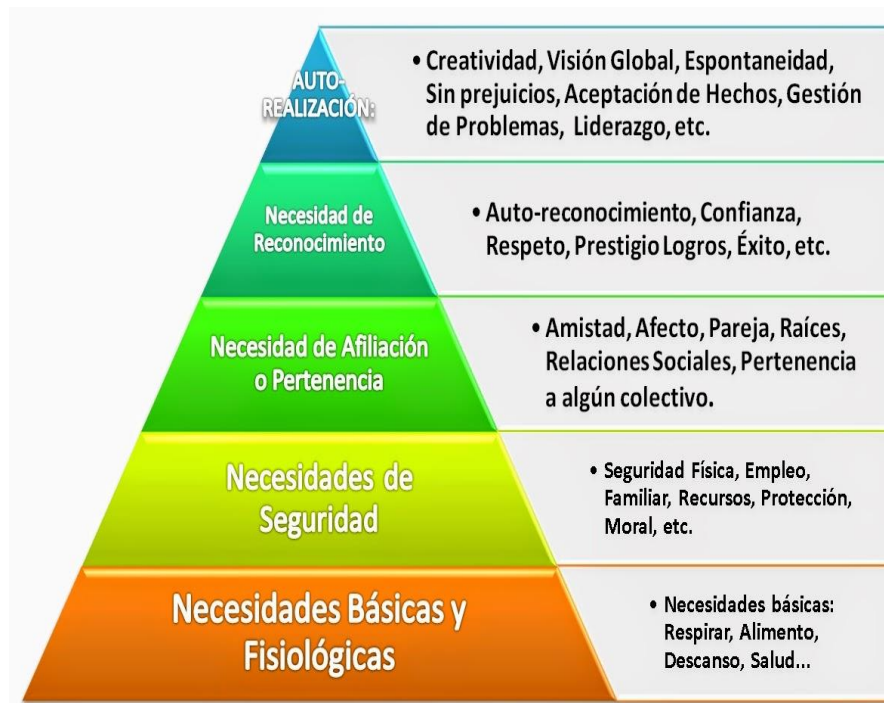 AUTO-
REALIZACIÓN:
• Creatividad, Visión Global, Espontaneidad,
Sin prejuicios, Aceptación de Hechos, Gestión
de Problemas, Liderazgo, etc.
Necesidad de
Reconocimiento
• Auto-reconocimiento, Confianza,
Respeto, Prestigio Logros, Éxito, etc.
Necesidad de Afiliación
o Pertenencia
• Amistad, Afecto, Pareja, Raíces,
Relaciones Sociales, Pertenencia
a algún colectivo.
Necesidades de
Seguridad
• Seguridad Física, Empleo,
Familiar, Recursos, Protección,
Moral, etc.
Necesidades Básicas y
Fisiológicas
• Necesidades básicas:
Respirar, Alimento,
Descanso, Salud...